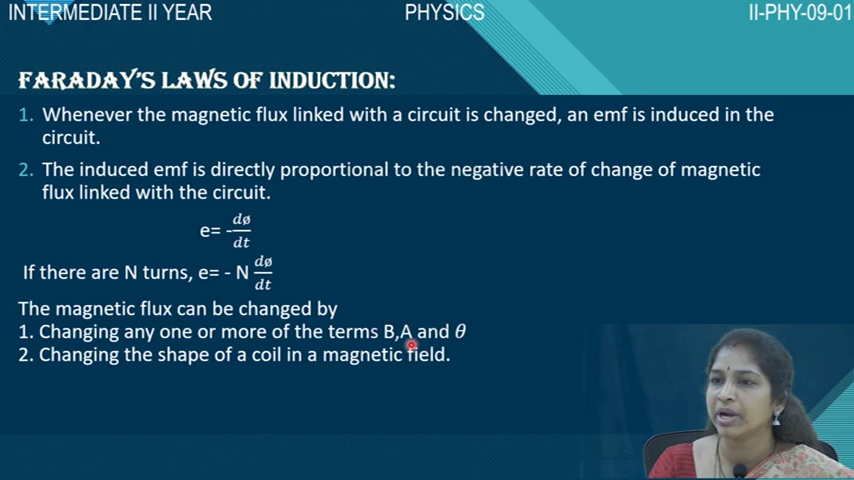 INTERMEDIATE II YEAR PHYSICS II-PHY-09-01
FARADAY'S LAWS OF INDUCTION:
1. Whenever the magnetic flux linked with a circuit is changed, an emf is induced in the
circuit.
2. The induced emf is directly proportional to the negative rate of change of magnetic
flux linked with the circuit.
e= -dø/dt
If there are N turns, e= - N dø/dt
The magnetic flux can be changed by
1. Changing any one or more of the terms B,A and θ
2. Changing the shape of a coil in a magnetic field.